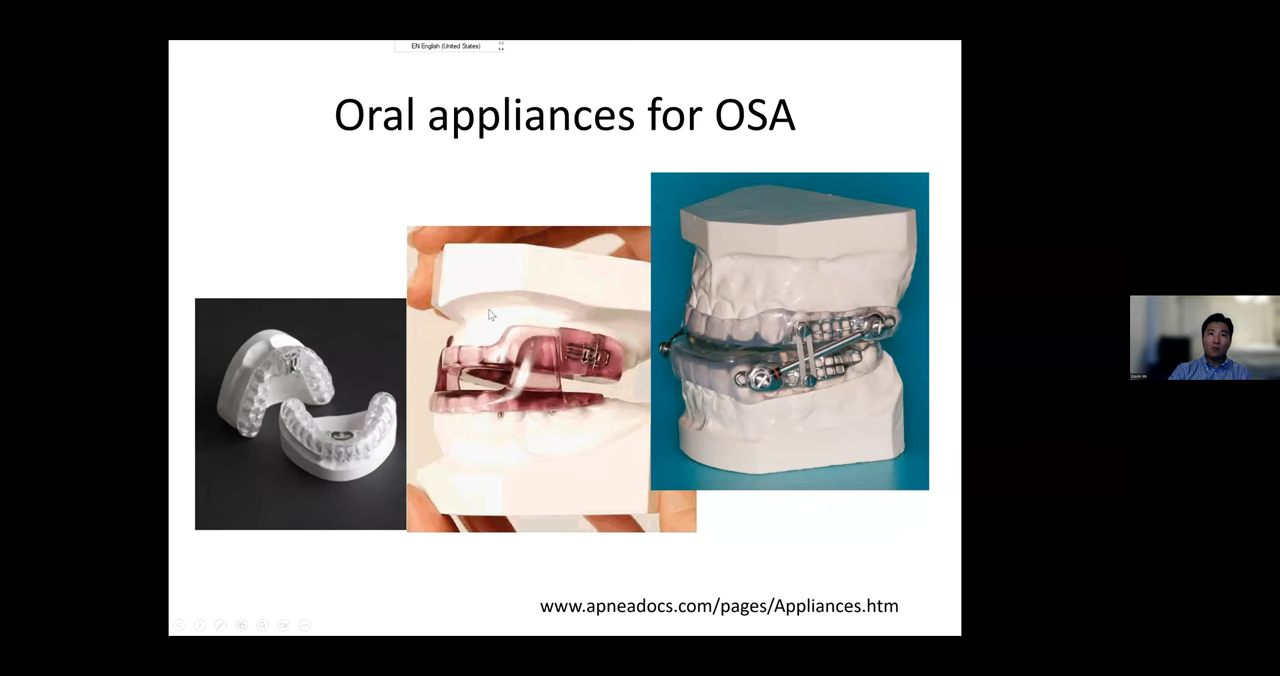 EN English (United States)
Oral appliances for OSA
www.apneadocs.com/pages/Appliances.htm